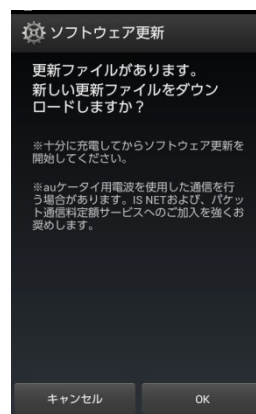 ソフトウェア更新
更新ファイルがあります。
新しい更新ファイルをダウン
ロードしますか？
※十分に充電してからソフトウェア更新を
開始してください。
※auケータイ用電波を使用した通信を行
う場合があります。IS NETおよび、パケッ
ト通信料定額サービスへのご加入を強くお
奨めします。
キャンセル
OK